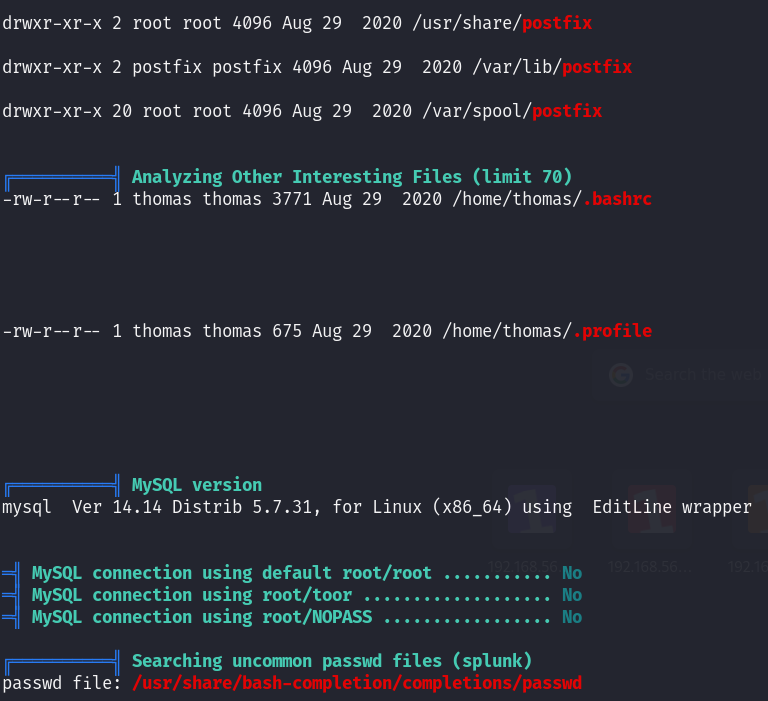 drwxr-xr-x 2 root root 4096 Aug 29  2020 /usr/share/postfix
drwxr-xr-x 2 postfix postfix 4096 Aug 29  2020 /var/lib/postfix
drwxr-xr-x 20 root root 4096 Aug 29  2020 /var/spool/postfix
╔══════════╣ Analyzing Other Interesting Files (limit 70)
-rw-r--r-- 1 thomas thomas 3771 Aug 29  2020 /home/thomas/.bashrc
-rw-r--r-- 1 thomas thomas 675 Aug 29  2020 /home/thomas/.profile
Search the web
╔══════════╣ MySQL version
mysql  Ver 14.14 Distrib 5.7.31, for Linux (x86_64) using  EditLine wrapper
192.168.56... 192.168.56... 192.16
═╣ MySQL connection using default root/root ........... No
═╣ MySQL connection using root/toor ................... No
═╣ MySQL connection using root/NOPASS ................. No
╔══════════╣ Searching uncommon passwd files (splunk)
passwd file: /usr/share/bash-completion/completions/passwd